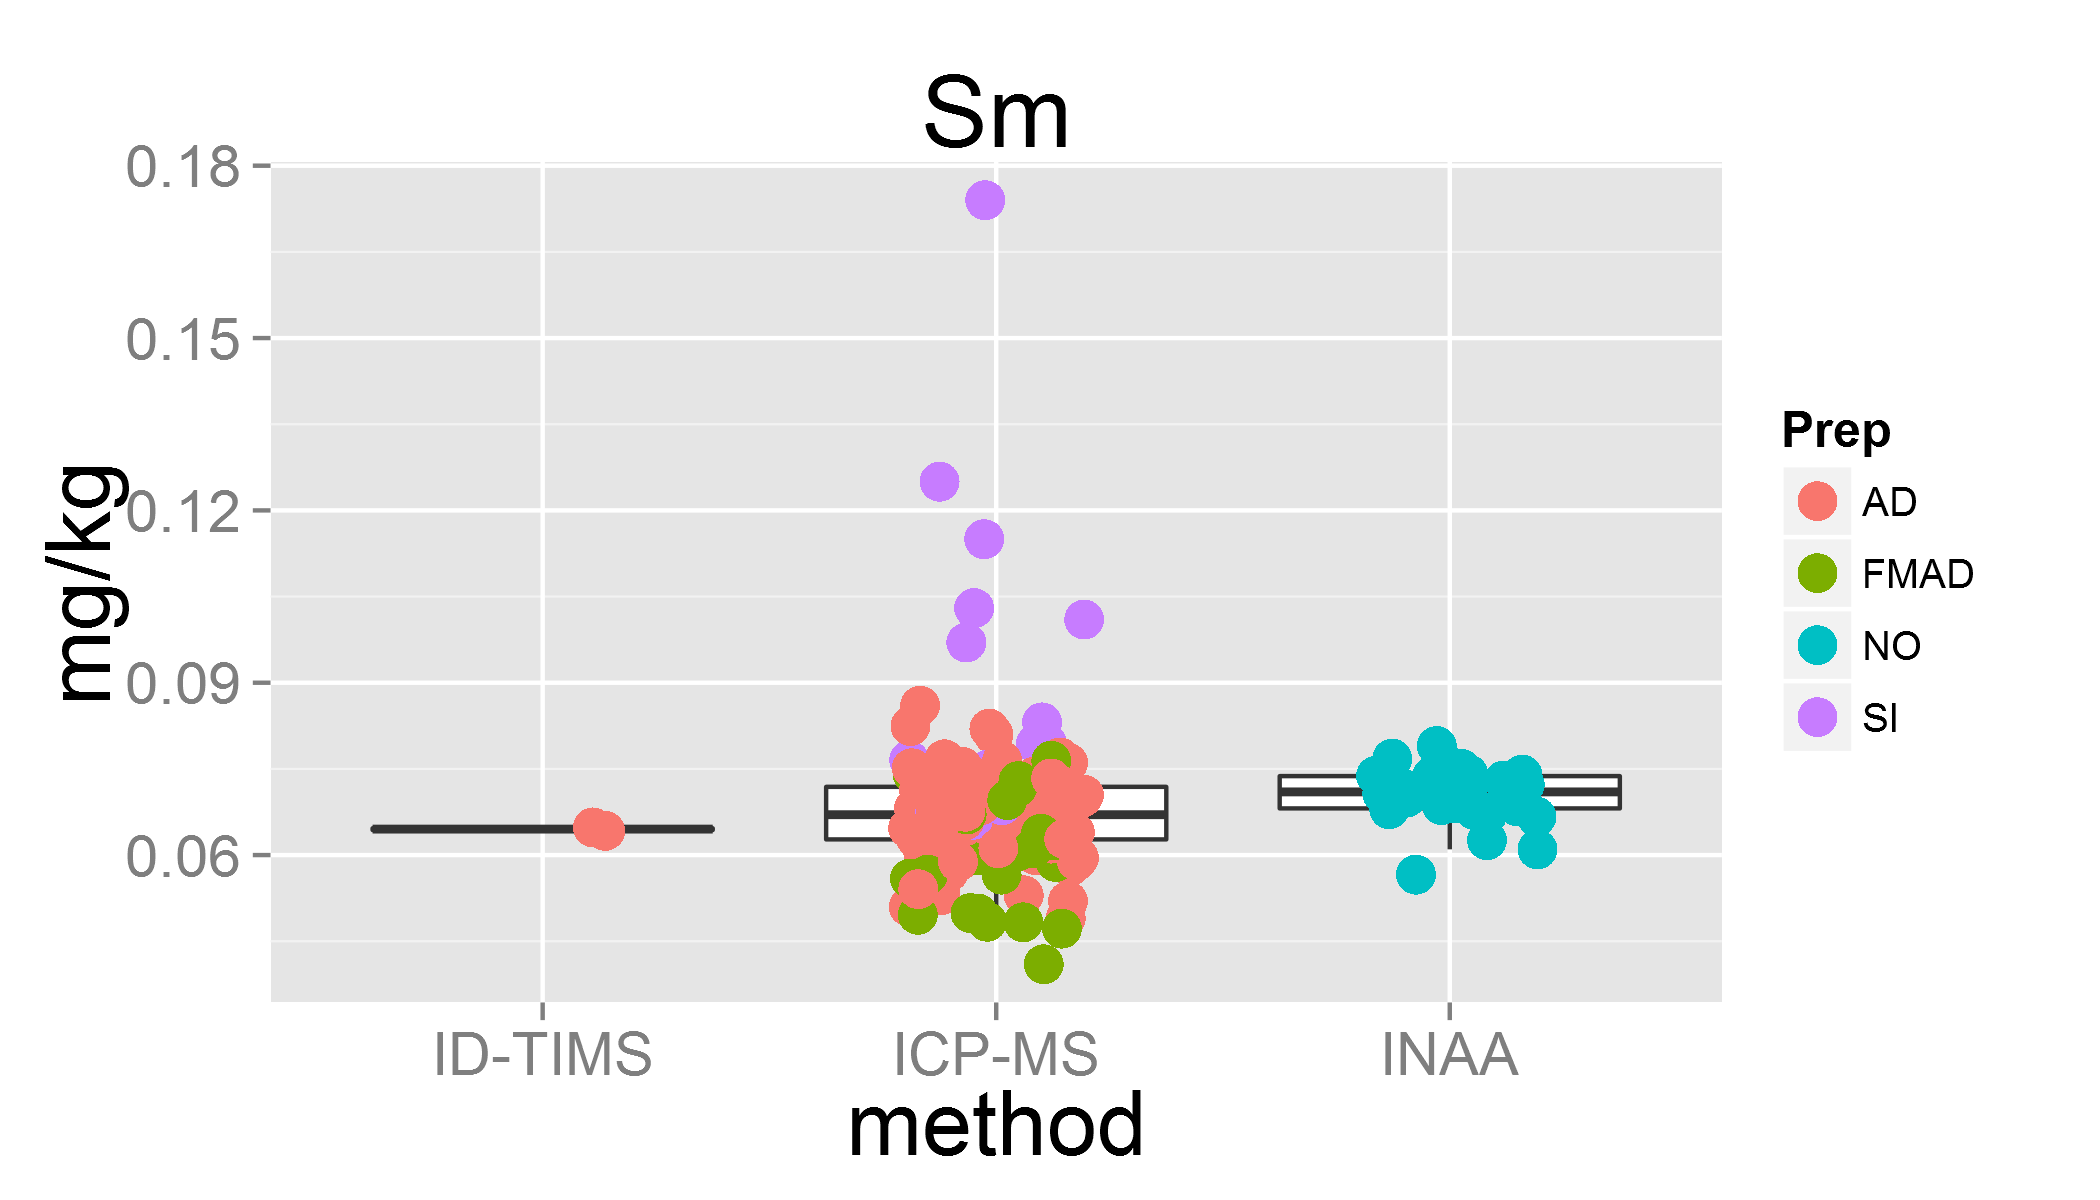 Sm
0.18
0.15
0.12
0.09
0.06
mg/kg
ID-TIMS
ICP-MS
INAA
method
Prep
AD
FMAD
NO
SI